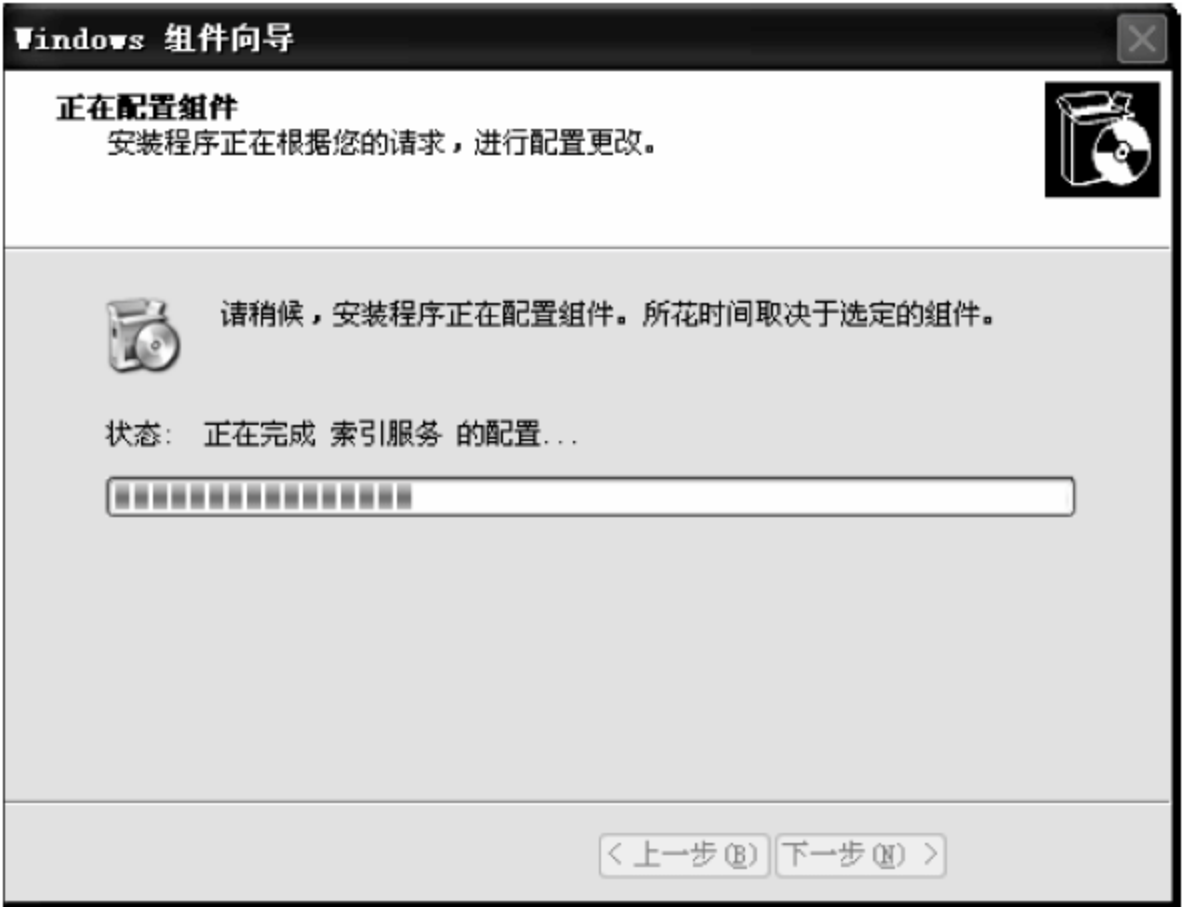 Windows 组件向导
正在配置组件
安装程序正在根据您的请求，进行配置更改。
请稍候，安装程序正在配置组件。所花时间取决于选定的组件。
状态: 正在完成 索引服务 的配置...
< 上一步(B) 下一步(N) >